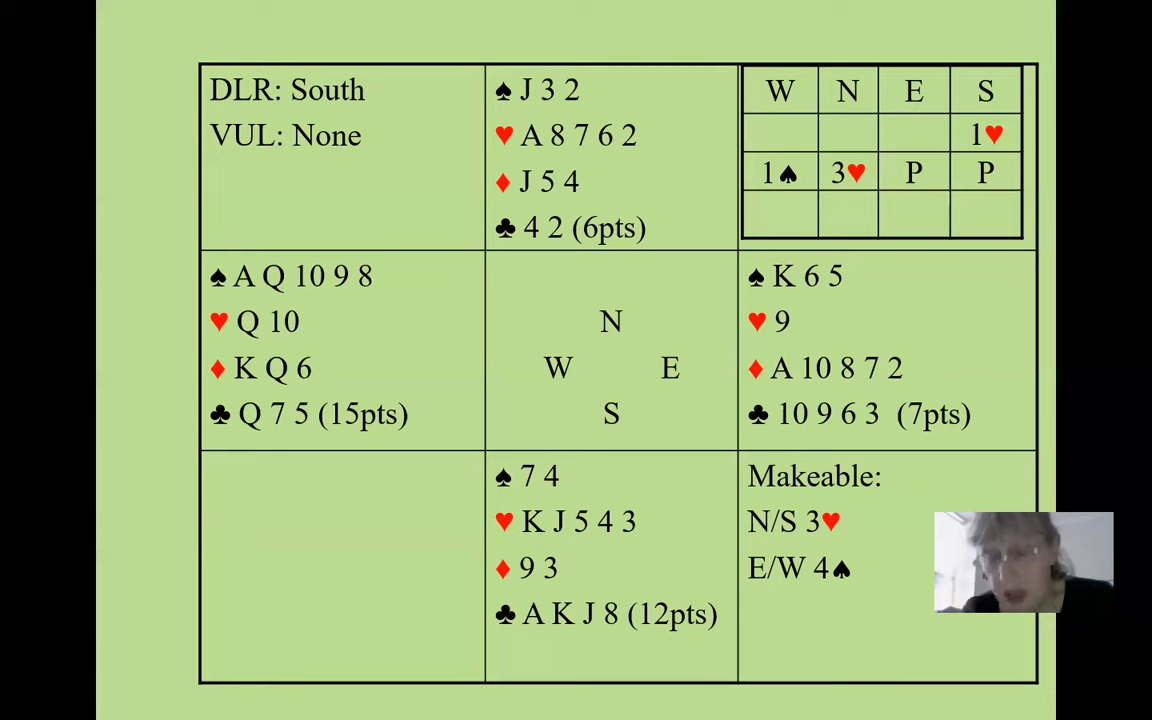 DLR: South
VUL: None
♠ J 3 2
♥ A 8 7 6 2
♦ J 5 4
♣ 4 2 (6pts)
W N E S
1♥
1♠ 3♥ P P
♠ A Q 10 9 8
♥ Q 10
♦ K Q 6
♣ Q 7 5 (15pts)
N
W E
S
♠ K 6 5
♥ 9
♦ A 10 8 7 2
♣ 10 9 6 3 (7pts)
♠ 7 4
♥ K J 5 4 3
♦ 9 3
♣ A K J 8 (12pts)
Makeable:
N/S 3♥
E/W 4♠